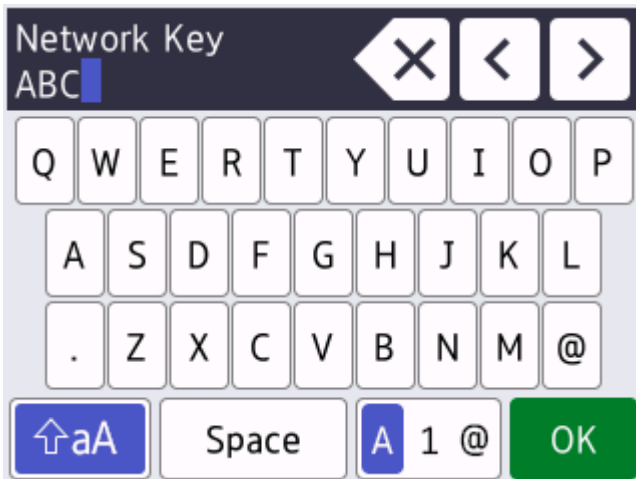 Network Key
ABC
Q W E R T Y U I O P
A S D F G H J K L
. Z X C V B N M @
aA Space A 1 @ OK